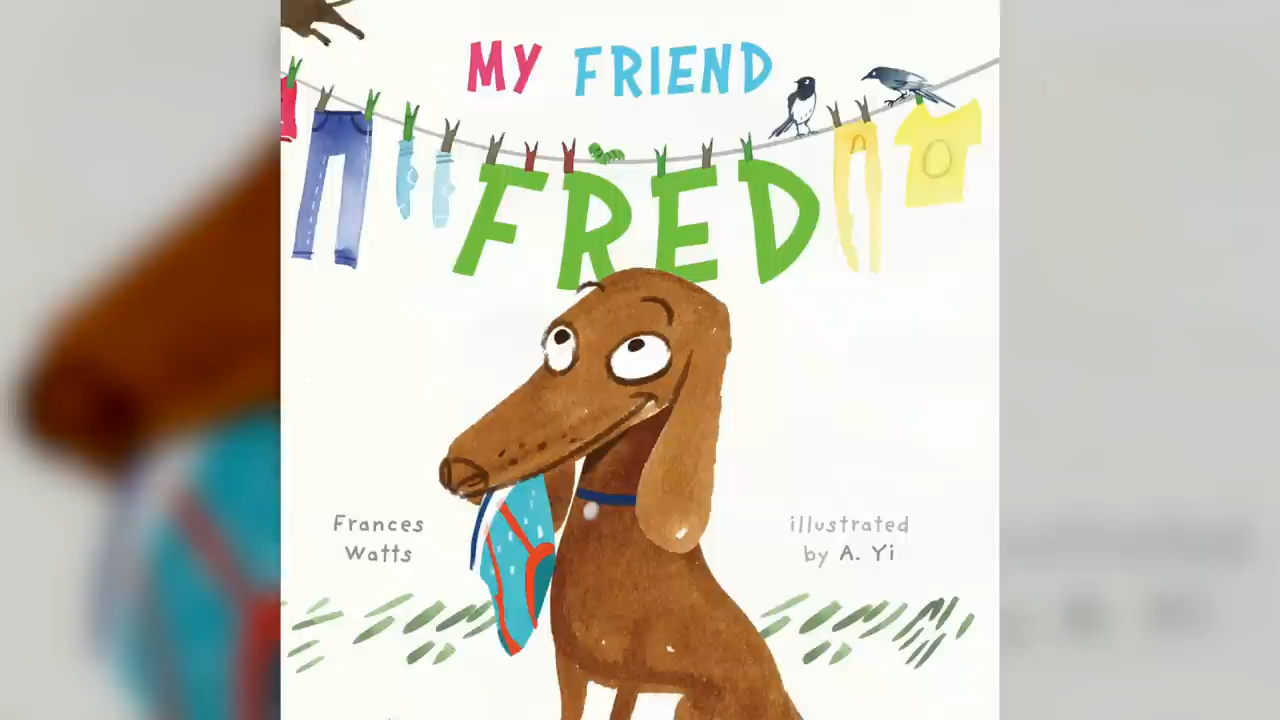 MY FRIEND
FRED
Frances
Watts
illustrated
by A. Yi